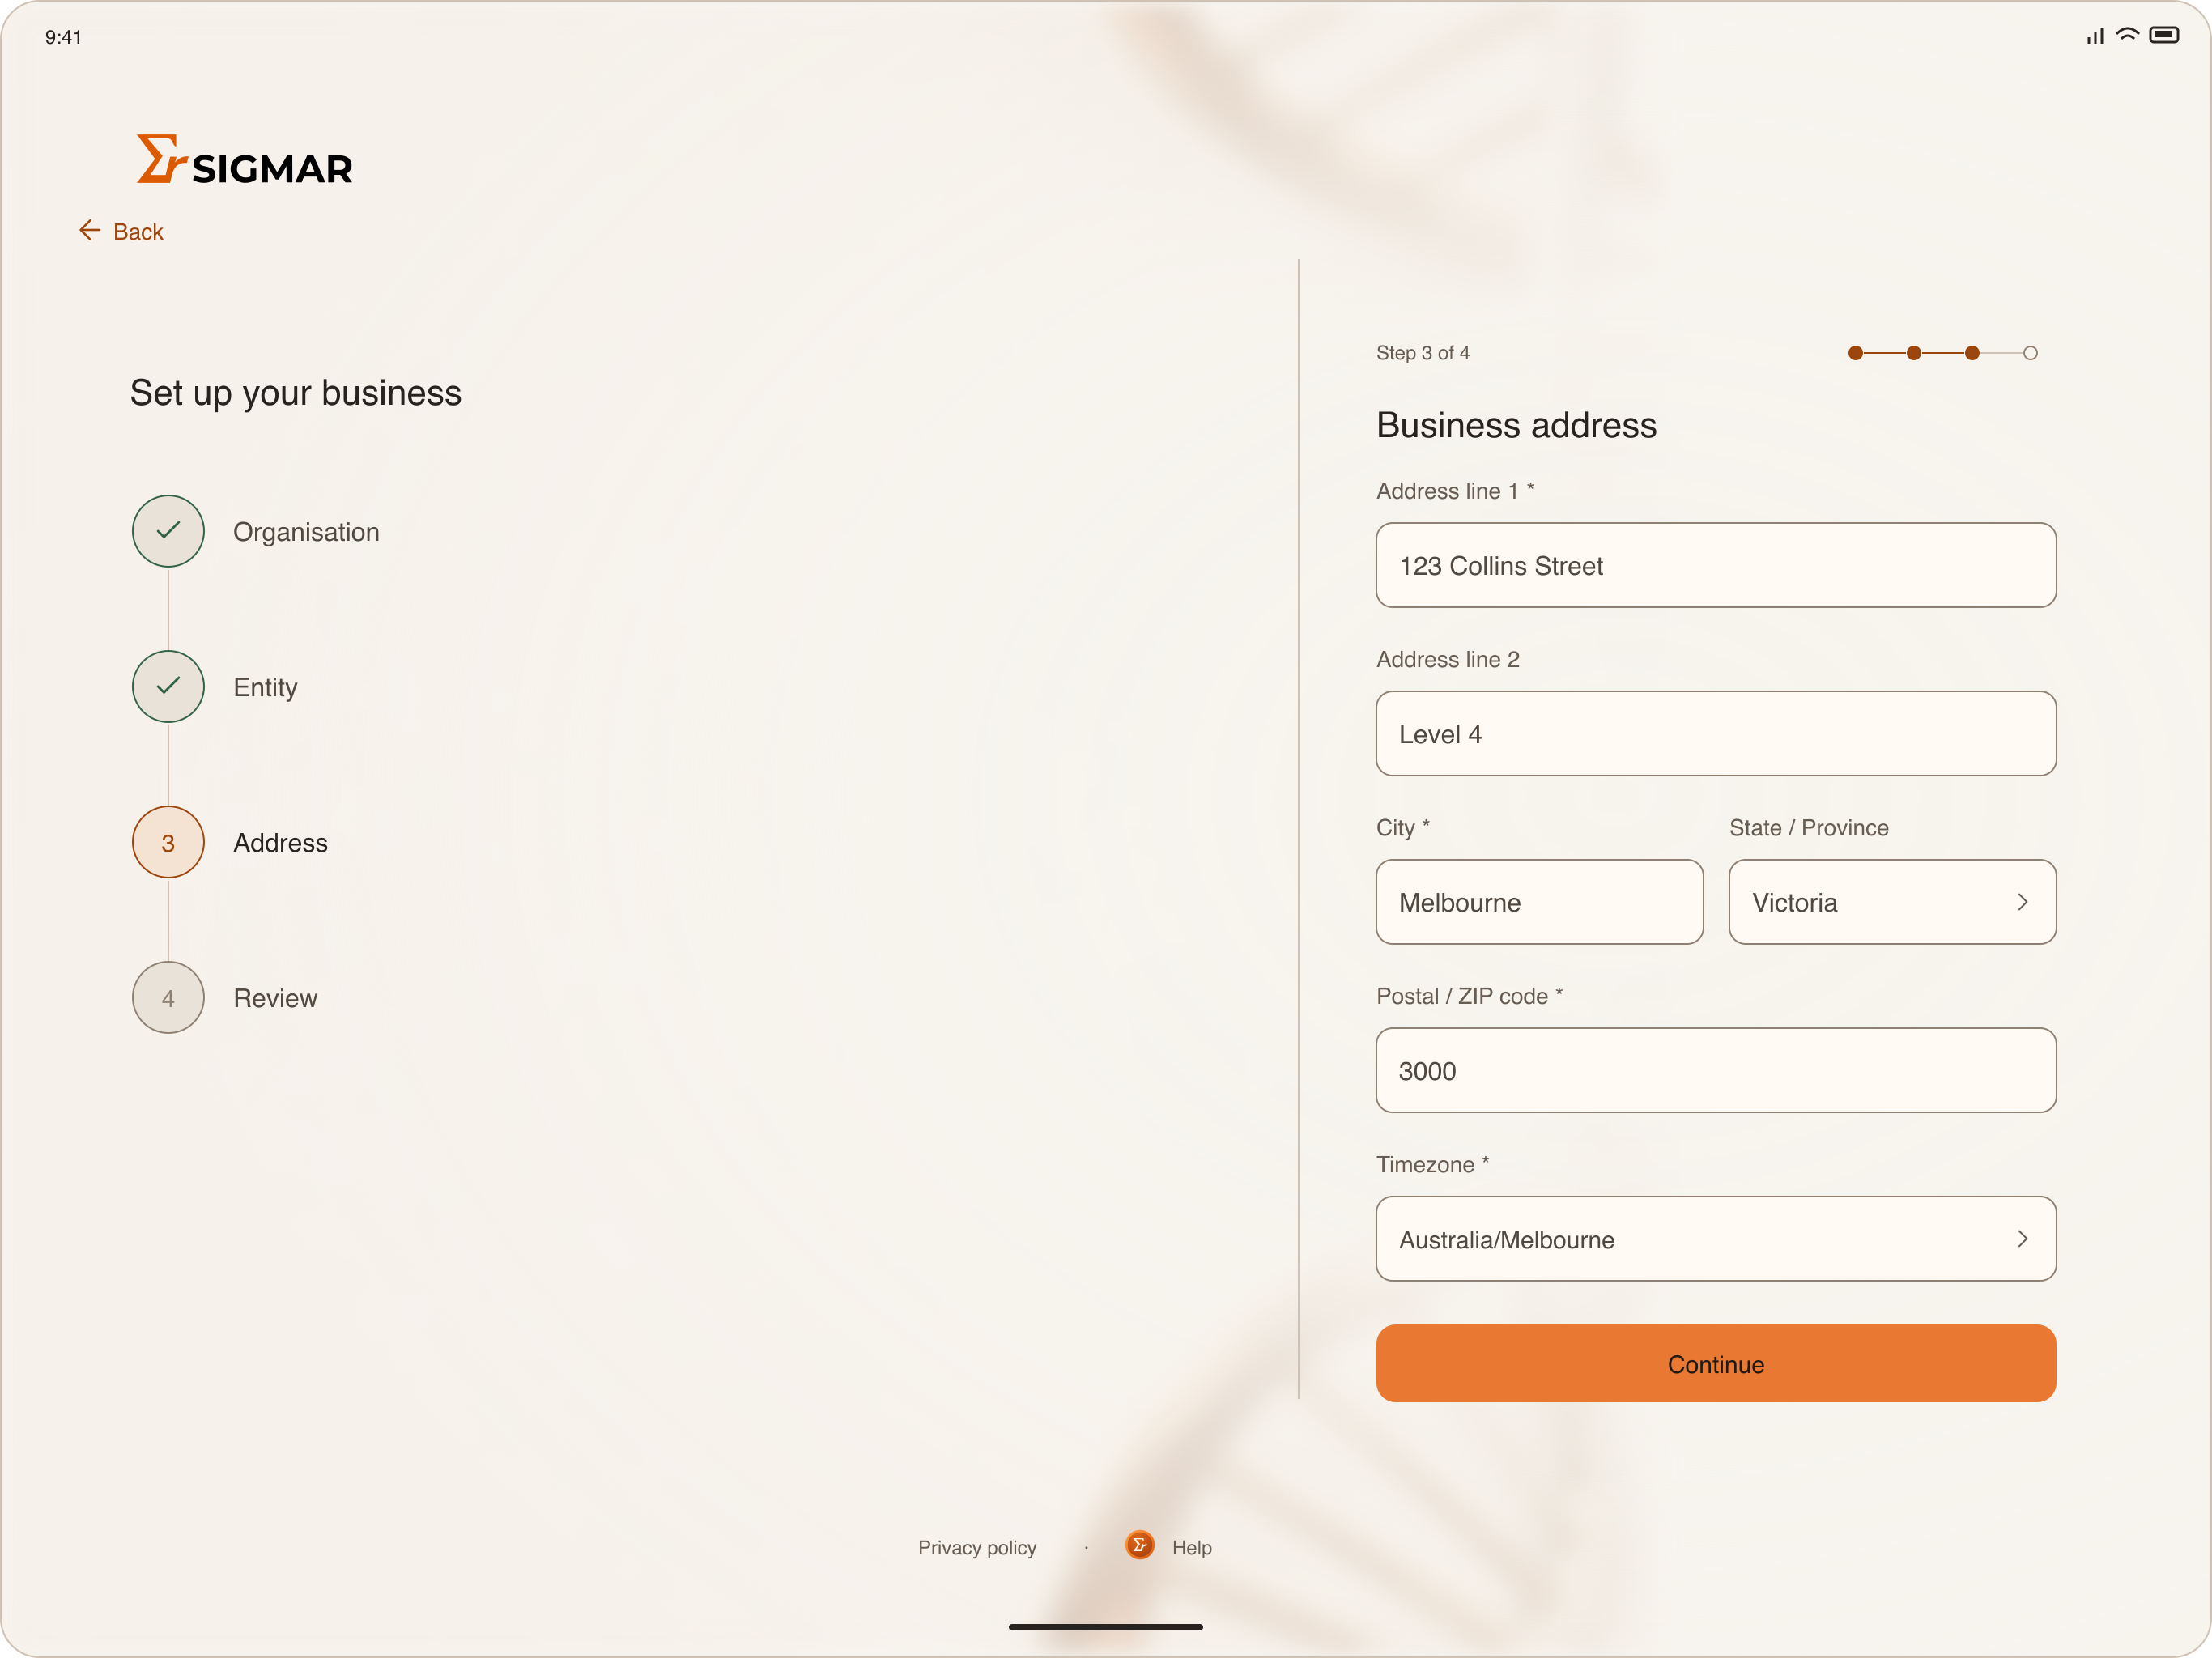 9:41
SIGMAR
Back
Set up your business
Organisation
Entity
3 Address
4 Review
Step 3 of 4
Business address
Address line 1 *
123 Collins Street
Address line 2
Level 4
City * State / Province
Melbourne Victoria
Postal / ZIP code *
3000
Timezone *
Australia/Melbourne
Continue
Privacy policy · Help